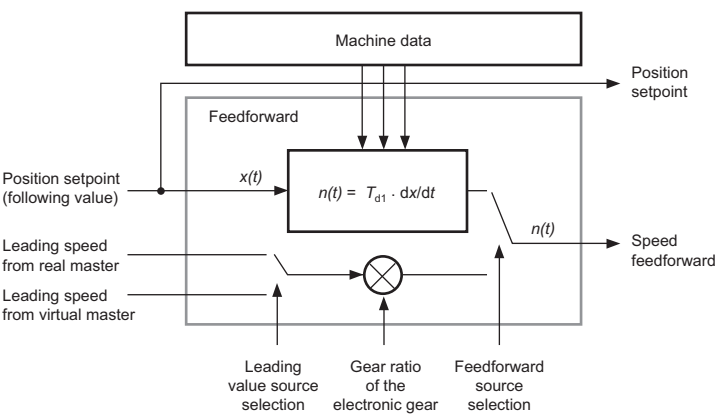 Machine data
Position
setpoint
Feedforward
Position setpoint
(following value)
x(t)
n(t) = T_d1 · dx/dt
n(t)
Speed
feedforward
Leading speed
from real master
Leading speed
from virtual master
Leading
value source
selection
Gear ratio
of the
electronic gear
Feedforward
source
selection